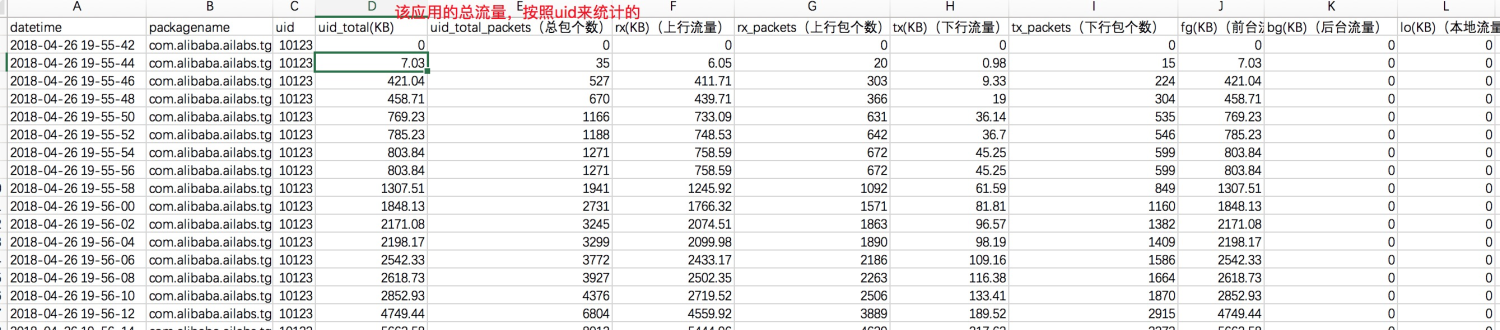 A B C D E F G H I J K L
该应用的总流量，按照uid来统计的
datetime packagename uid uid_total(KB) uid_total_packets（总包个数） rx(KB)（上行流量） rx_packets（上行包个数） tx(KB)（下行流量） tx_packets（下行包个数） fg(KB)（前台 bg(KB)（后台流量） lo(KB)（本地流量
2018-04-26 19-55-42 com.alibaba.ailabs.tg 10123 0 0 0 0 0 0 0 0 0
2018-04-26 19-55-44 com.alibaba.ailabs.tg 10123 7.03 35 6.05 20 0.98 15 7.03 0 0
2018-04-26 19-55-46 com.alibaba.ailabs.tg 10123 421.04 527 411.71 303 9.33 224 421.04 0 0
2018-04-26 19-55-48 com.alibaba.ailabs.tg 10123 458.71 670 439.71 366 19 304 458.71 0 0
2018-04-26 19-55-50 com.alibaba.ailabs.tg 10123 769.23 1166 733.09 631 36.14 535 769.23 0 0
2018-04-26 19-55-52 com.alibaba.ailabs.tg 10123 785.23 1188 748.53 642 36.7 546 785.23 0 0
2018-04-26 19-55-54 com.alibaba.ailabs.tg 10123 803.84 1271 758.59 672 45.25 599 803.84 0 0
2018-04-26 19-55-56 com.alibaba.ailabs.tg 10123 803.84 1271 758.59 672 45.25 599 803.84 0 0
2018-04-26 19-55-58 com.alibaba.ailabs.tg 10123 1307.51 1941 1245.92 1092 61.59 849 1307.51 0 0
2018-04-26 19-56-00 com.alibaba.ailabs.tg 10123 1848.13 2731 1766.32 1571 81.81 1160 1848.13 0 0
2018-04-26 19-56-02 com.alibaba.ailabs.tg 10123 2171.08 3245 2074.51 1863 96.57 1382 2171.08 0 0
2018-04-26 19-56-04 com.alibaba.ailabs.tg 10123 2198.17 3299 2099.98 1890 98.19 1409 2198.17 0 0
2018-04-26 19-56-06 com.alibaba.ailabs.tg 10123 2542.33 3772 2433.17 2186 109.16 1586 2542.33 0 0
2018-04-26 19-56-08 com.alibaba.ailabs.tg 10123 2618.73 3927 2502.35 2263 116.38 1664 2618.73 0 0
2018-04-26 19-56-10 com.alibaba.ailabs.tg 10123 2852.93 4376 2719.52 2506 133.41 1870 2852.93 0 0
2018-04-26 19-56-12 com.alibaba.ailabs.tg 10123 4749.44 6804 4559.92 3889 189.52 2915 4749.44 0 0